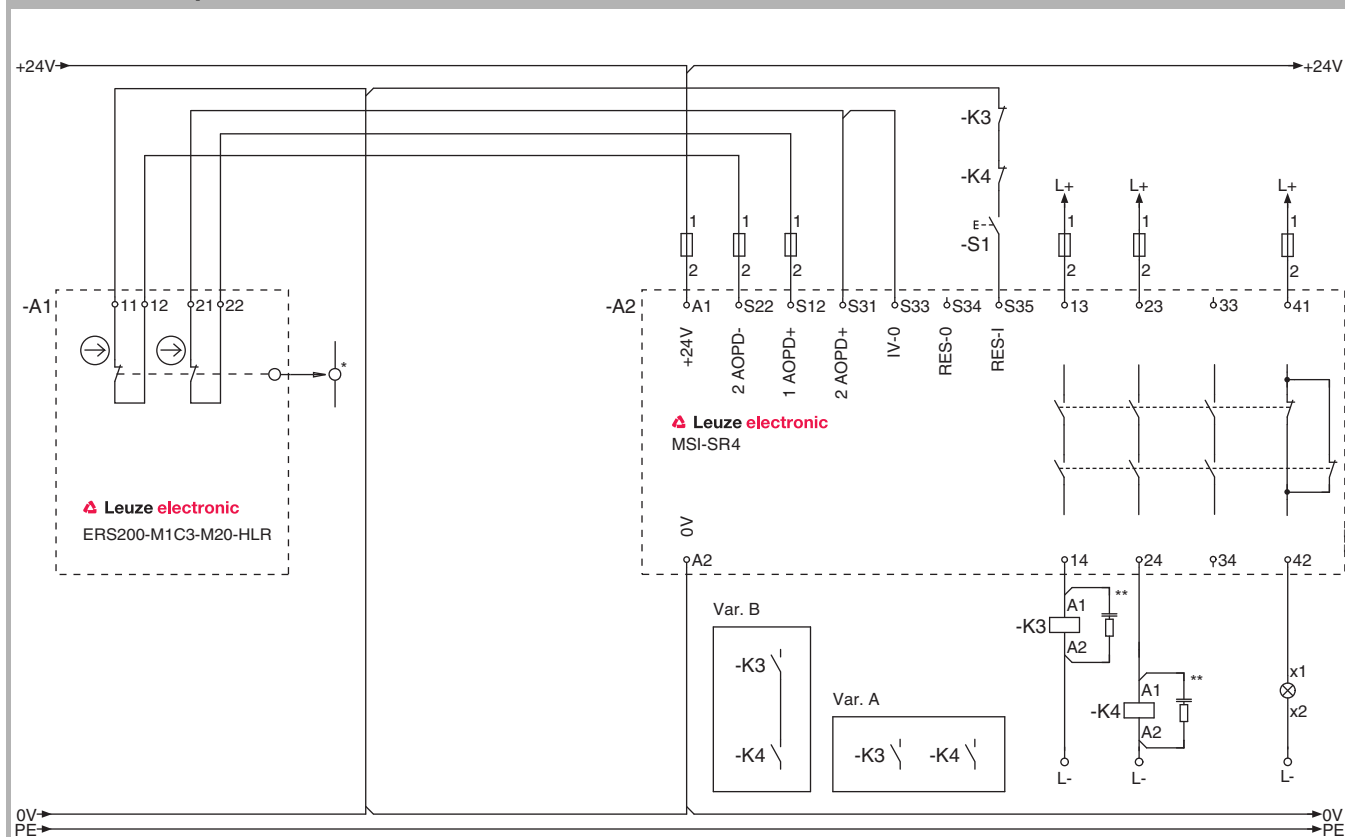 +24V
+24V
-K3
-K4
L+
L+
L+
1
1
1
E
-S1
1
1
1
2
2
2
2
2
2
-A1
11
12
21
22
-A2
A1
S22
S12
S31
S33
S34
S35
13
23
33
41
+24V
2 AOPD-
1 AOPD+
2 AOPD+
IV-0
RES-0
RES-I
*
Leuze electronic
MSI-SR4
Leuze electronic
ERS200-M1C3-M20-HLR
0V
A2
14
24
34
42
Var. B
-K3
-K4
Var. A
-K3
-K4
-K3
A1
A2
**
-K4
A1
A2
**
x1
x2
L-
L-
L-
0V
0V
PE
PE